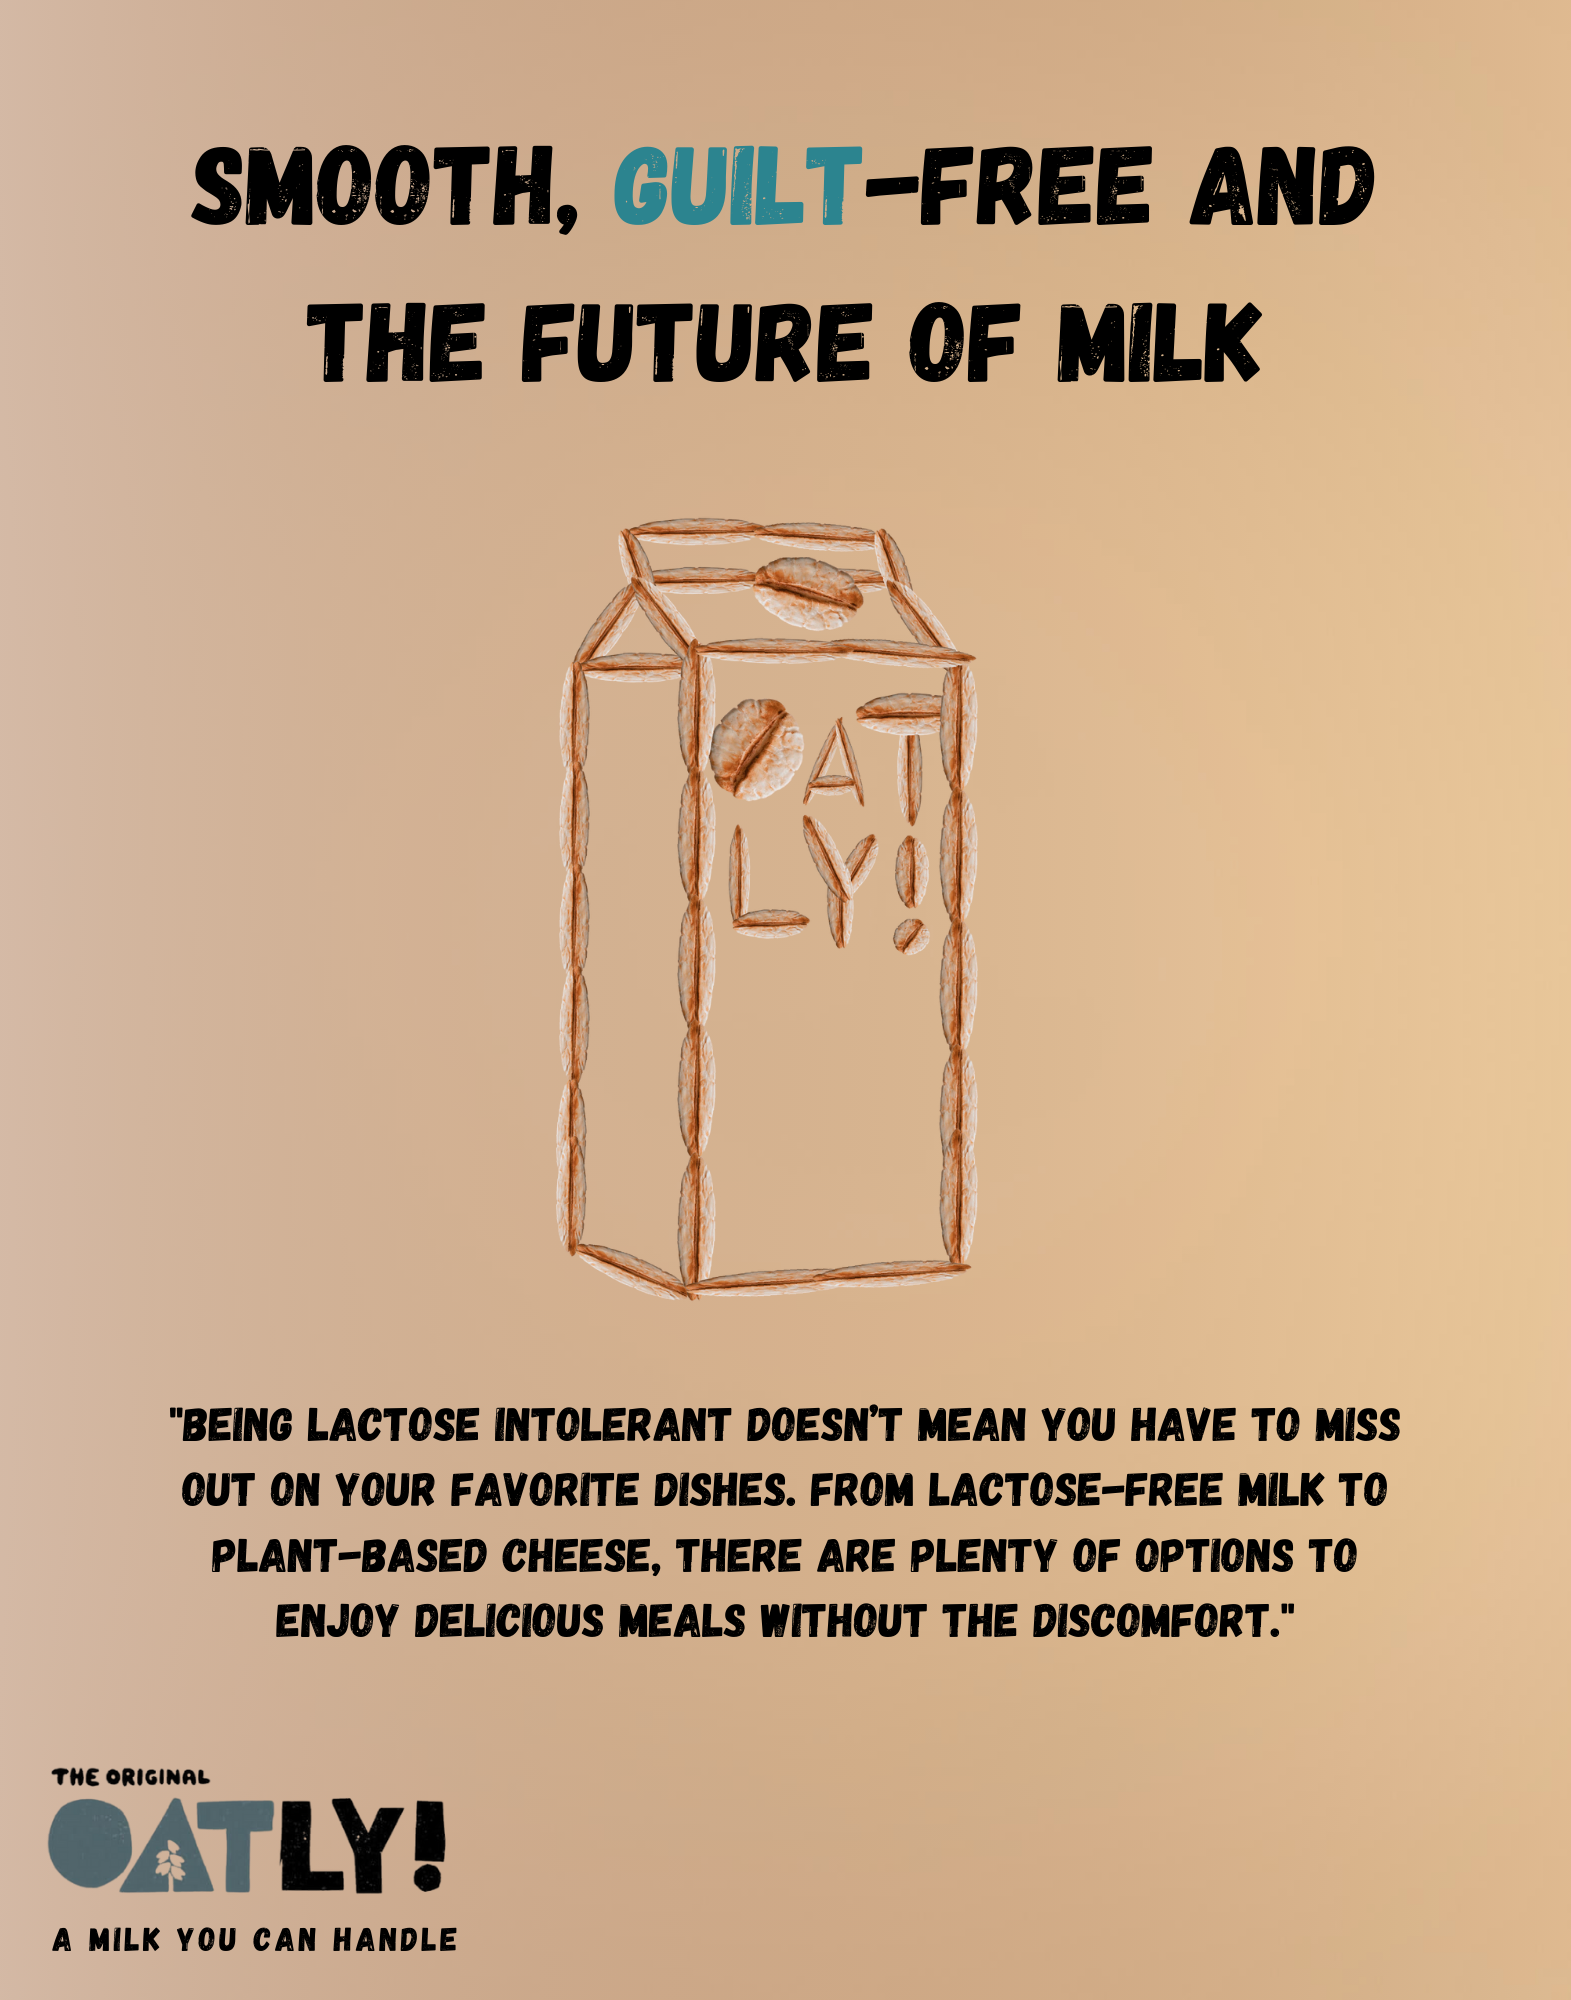 SMOOTH, GUILT-FREE AND
THE FUTURE OF MILK
OAT
LY!
"BEING LACTOSE INTOLERANT DOESN'T MEAN YOU HAVE TO MISS
OUT ON YOUR FAVORITE DISHES. FROM LACTOSE-FREE MILK TO
PLANT-BASED CHEESE, THERE ARE PLENTY OF OPTIONS TO
ENJOY DELICIOUS MEALS WITHOUT THE DISCOMFORT."
THE ORIGINAL
OATLY!
A MILK YOU CAN HANDLE